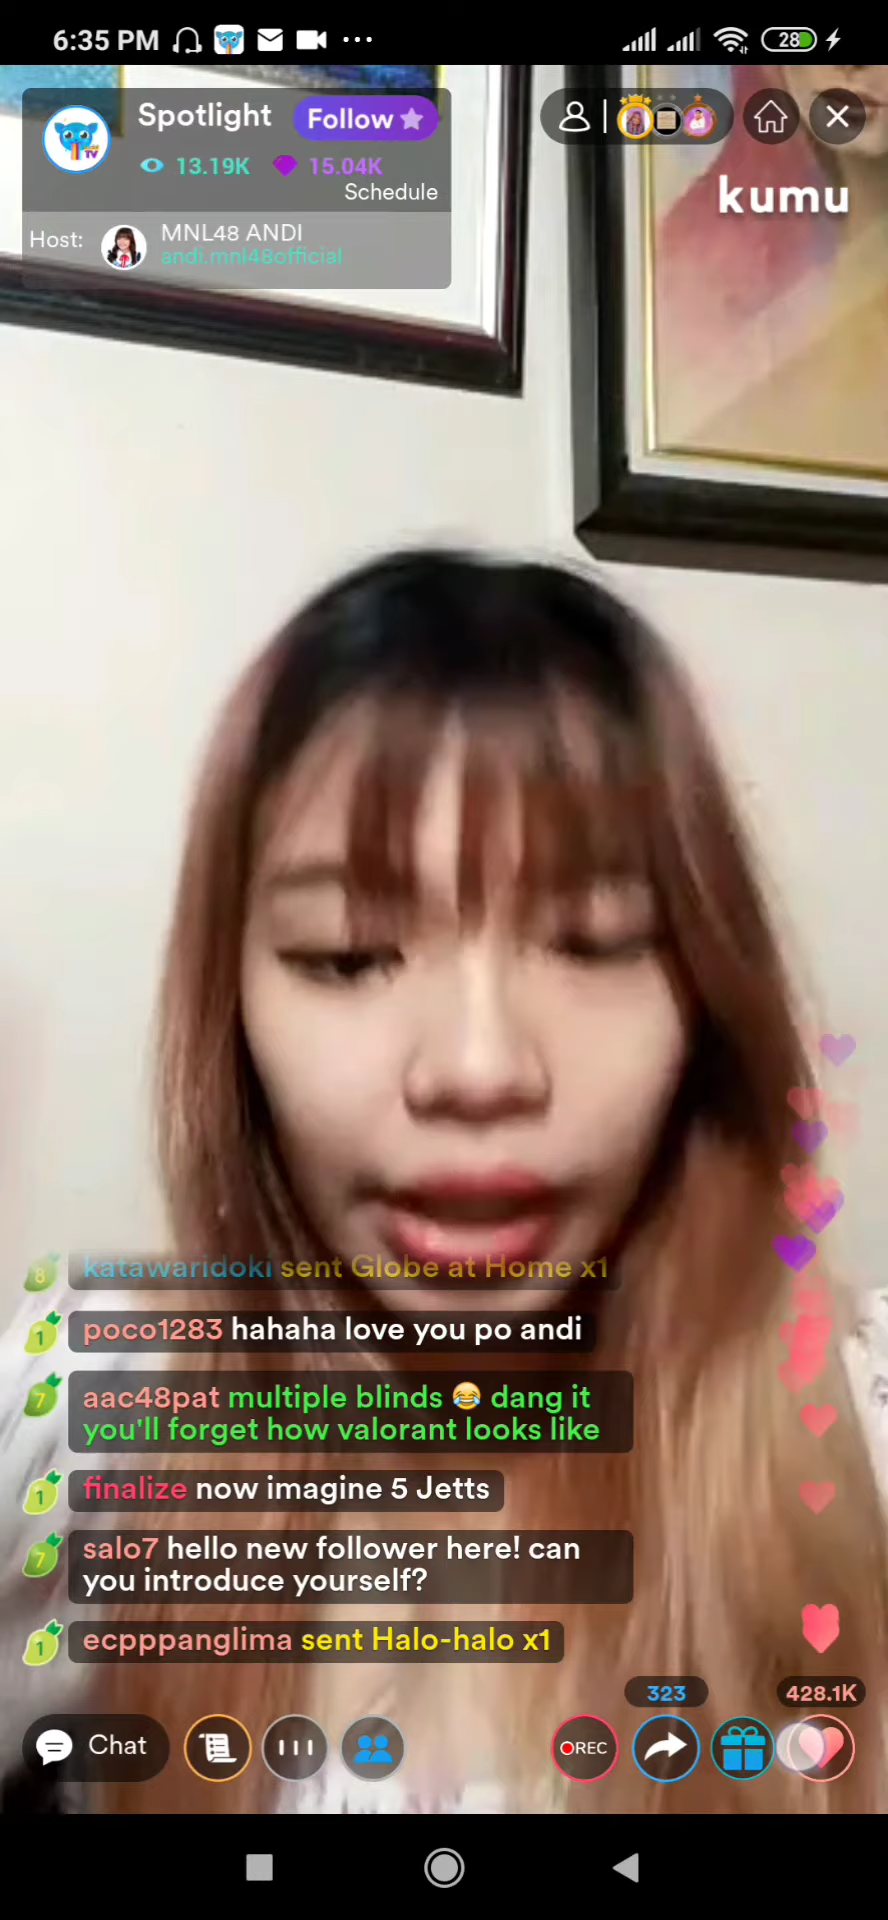 6:35 PM
28
Spotlight
Follow
13.19K
15.04K
Schedule
kumu
Host:
MNL48 ANDI
andi.mnl48official
TV
8
katawaridoki sent Globe at Home x1
1
poco1283 hahaha love you po andi
7
aac48pat multiple blinds 😂 dang it
you'll forget how valorant looks like
1
finalize now imagine 5 Jetts
7
salo7 hello new follower here! can
you introduce yourself?
1
ecpppanglima sent Halo-halo x1
323
428.1K
Chat
REC